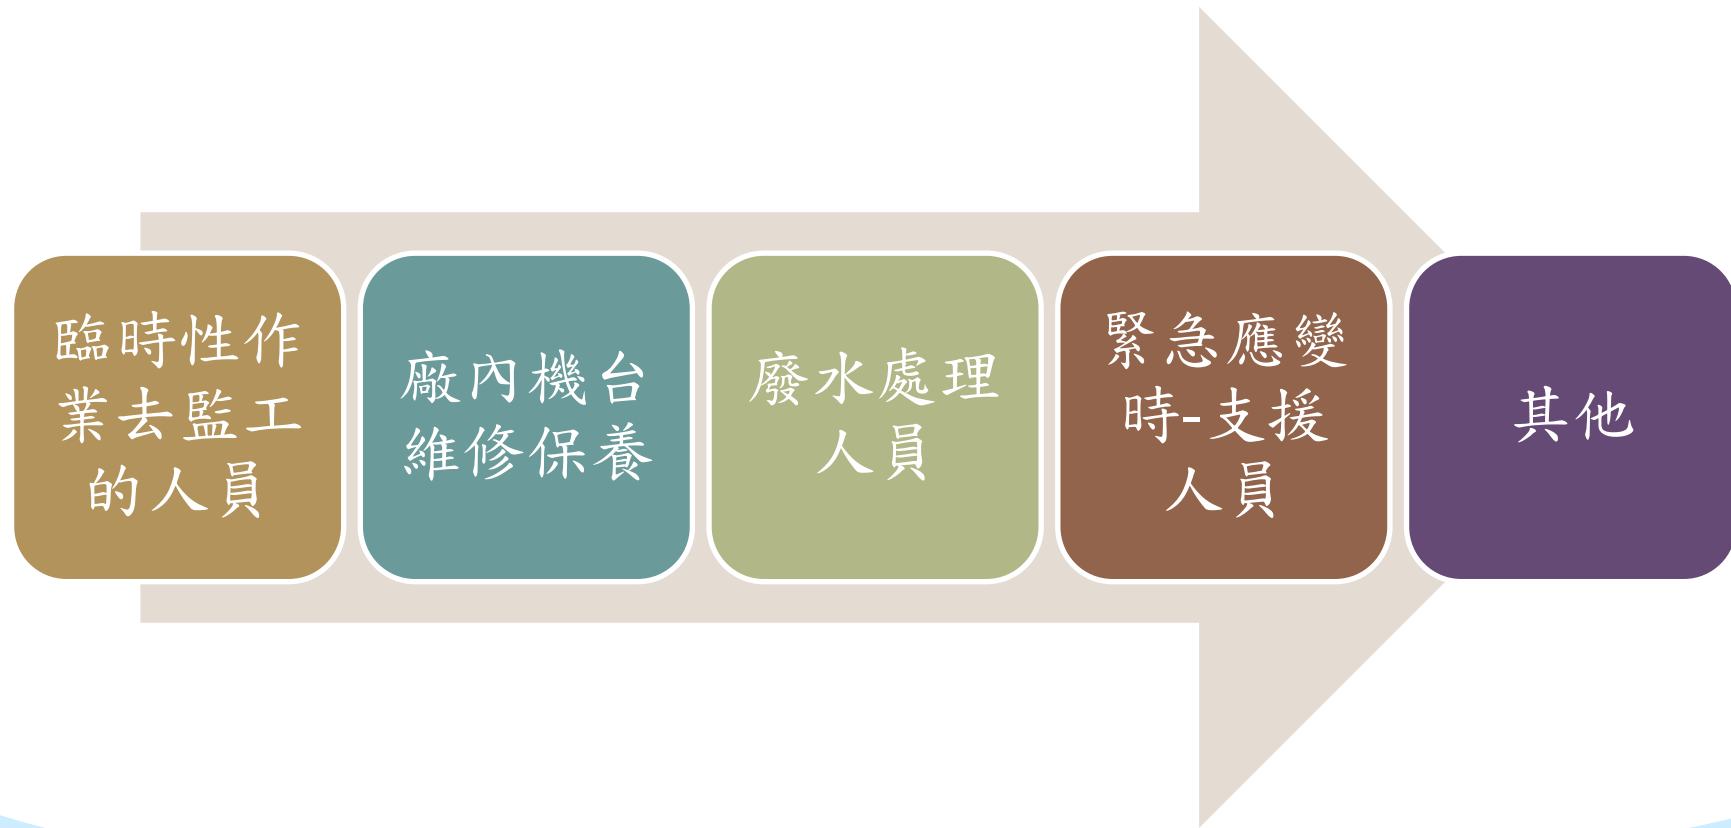 臨時性作
業去監工
的人員
廠內機台
維修保養
廢水處理
人員
緊急應變
時-支援
人員
其他